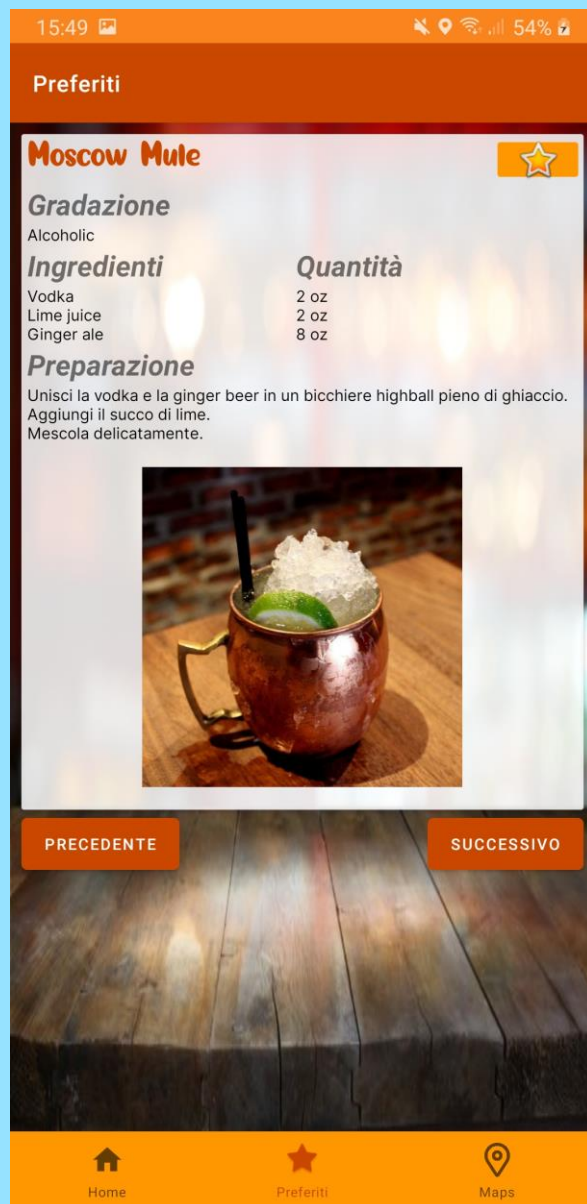 15:49 54%
Preferiti
Moscow Mule
Gradazione
Alcoholic
Ingredienti Quantità
Vodka 2 oz
Lime juice 2 oz
Ginger ale 8 oz
Preparazione
Unisci la vodka e la ginger beer in un bicchiere highball pieno di ghiaccio.
Aggiungi il succo di lime.
Mescola delicatamente.
PRECEDENTE SUCCESSIVO
Home Preferiti Maps